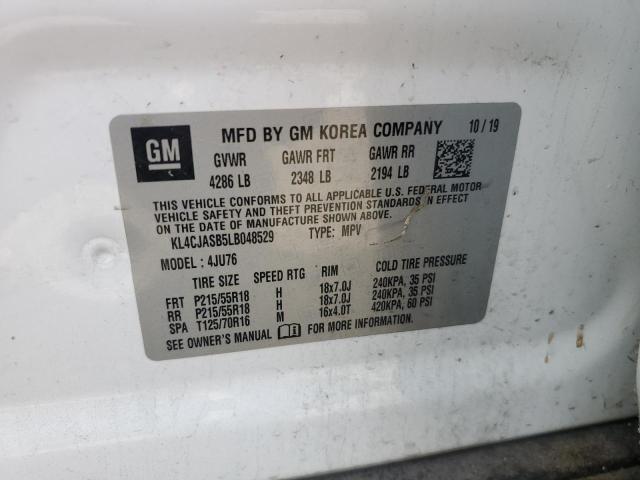 GM MFD BY GM KOREA COMPANY 10 / 19
GVWR GAWR FRT GAWR RR
4286 LB 2348 LB 2194 LB
THIS VEHICLE CONFORMS TO ALL APPLICABLE U.S. FEDERAL MOTOR
VEHICLE SAFETY AND THEFT PREVENTION STANDARDS IN EFFECT ON
DATE OF MANUFACTURE SHOWN ABOVE.
KL4CJASB5LB048529 TYPE: MPV
MODEL : 4JU76
TIRE SIZE SPEED RTG RIM COLD TIRE PRESSURE
FRT P215/55R18 H 18x7.0J 240KPA, 35 PSI
RR P215/55R18 H 18x7.0J 240KPA, 35 PSI
SPA T125/70R16 M 16x4.0T 420KPA, 60 PSI
SEE OWNER'S MANUAL FOR MORE INFORMATION.